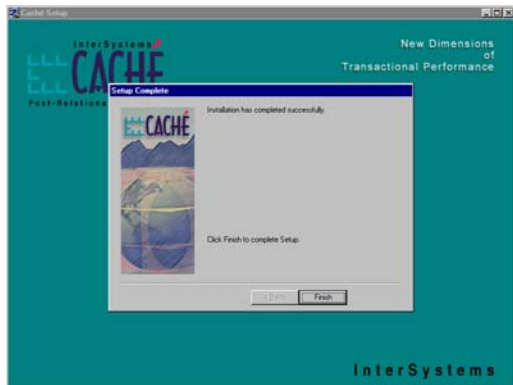 Caché Setup
InterSystems
CACHÉ
Post-Relationa
New Dimensions
of
Transactional Performance
Setup Complete
CACHÉ
Installation has completed successfully.
Click Finish to complete Setup.
< Back
Finish
InterSystems